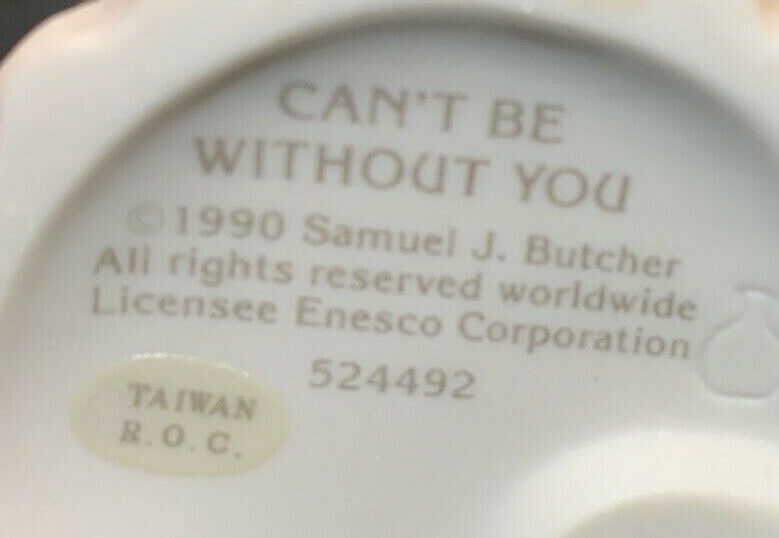 CAN'T BE
WITHOUT YOU
©1990 Samuel J. Butcher
All rights reserved worldwide
Licensee Enesco Corporation
524492
TAIWAN
R.O.C.